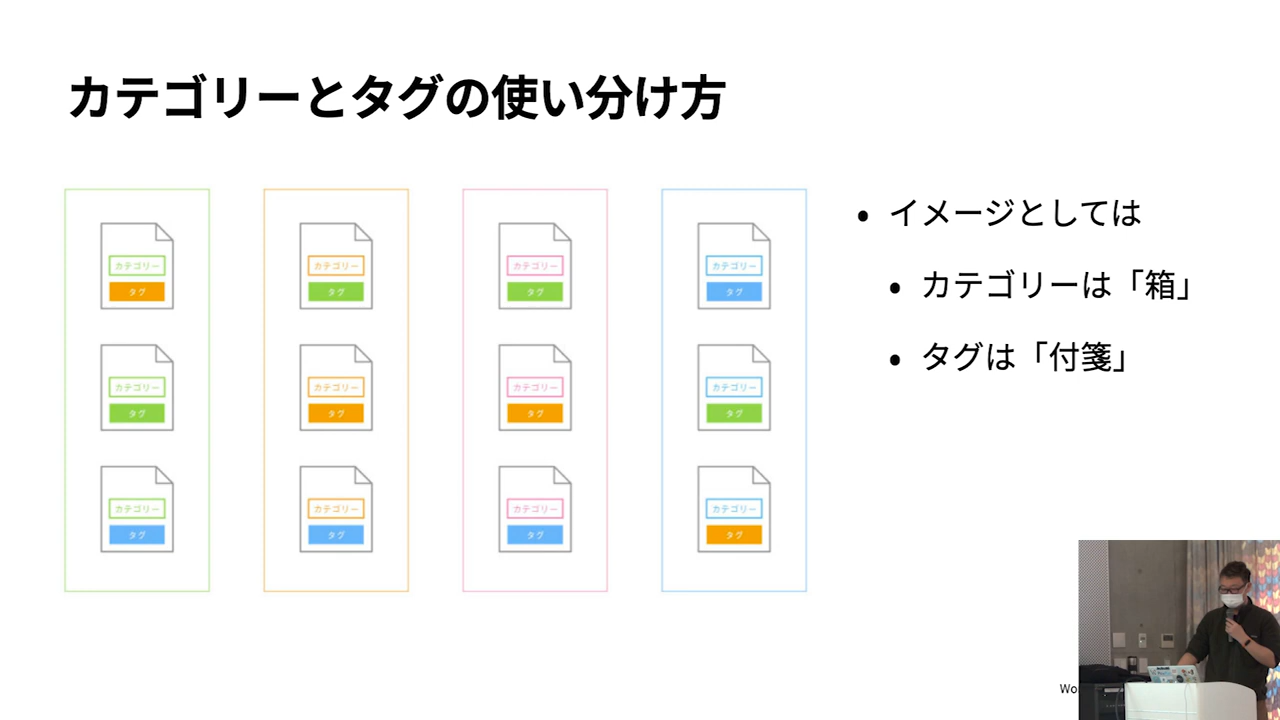 カテゴリーとタグの使い分け方
カテゴリー カテゴリー カテゴリー カテゴリー
タグ タグ タグ タグ
カテゴリー カテゴリー カテゴリー カテゴリー
タグ タグ タグ タグ
カテゴリー カテゴリー カテゴリー カテゴリー
タグ タグ タグ タグ
• イメージとしては
• カテゴリーは「箱」
• タグは「付箋」